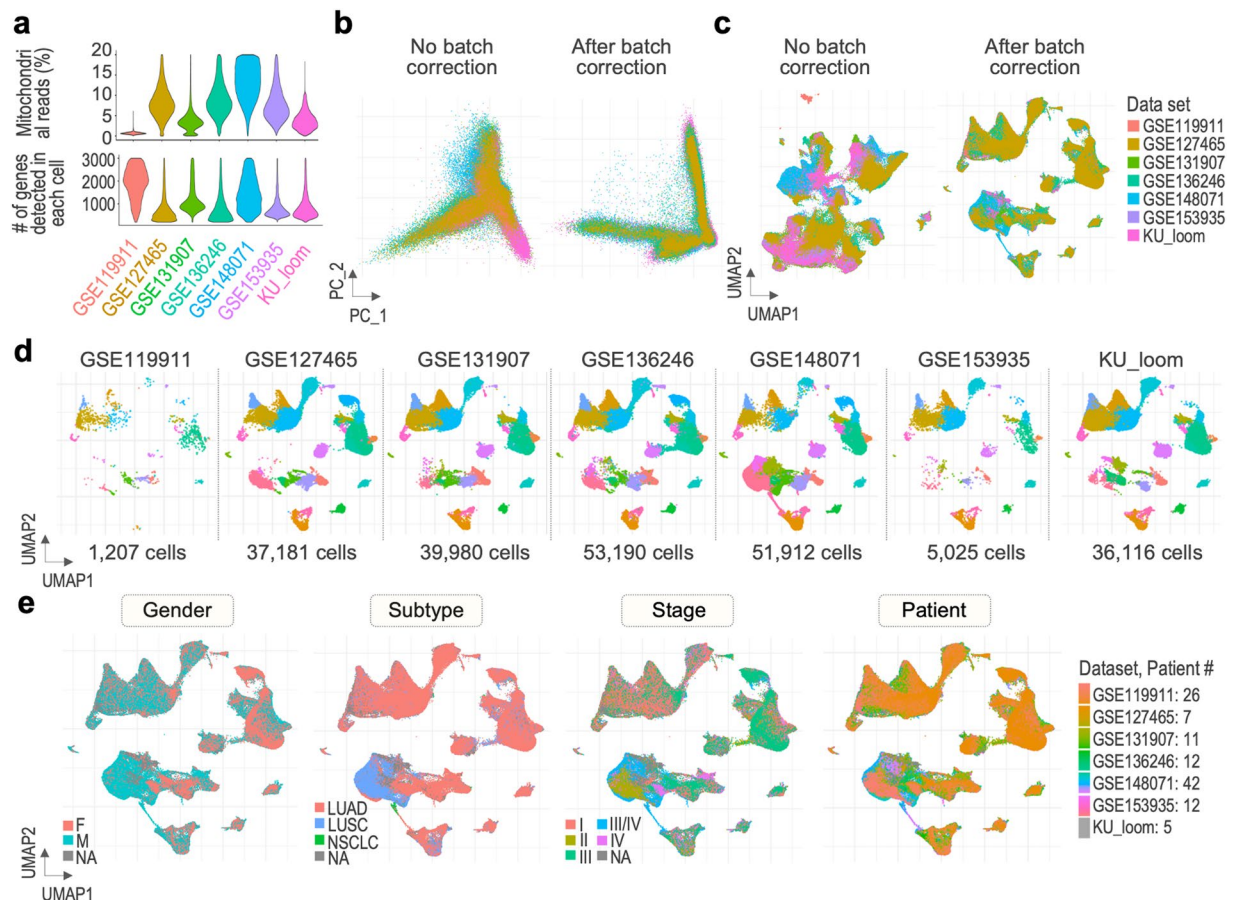 a
Mitochondri
al reads (%)
20
15
10
5
0
# of genes
detected in
each cell
3000
2000
1000
GSE119911
GSE127465
GSE131907
GSE136246
GSE148071
GSE153935
KU_loom
b
No batch
correction
After batch
correction
PC_2
PC_1
c
No batch
correction
After batch
correction
UMAP2
UMAP1
Data set
GSE119911
GSE127465
GSE131907
GSE136246
GSE148071
GSE153935
KU_loom
d
GSE119911 GSE127465 GSE131907 GSE136246 GSE148071 GSE153935 KU_loom
UMAP2
UMAP1
1,207 cells 37,181 cells 39,980 cells 53,190 cells 51,912 cells 5,025 cells 36,116 cells
e
Gender
F
M
NA
UMAP2
UMAP1
Subtype
LUAD
LUSC
NSCLC
NA
Stage
I III/IV
II IV
III NA
Patient
Dataset, Patient #
GSE119911: 26
GSE127465: 7
GSE131907: 11
GSE136246: 12
GSE148071: 42
GSE153935: 12
KU_loom: 5